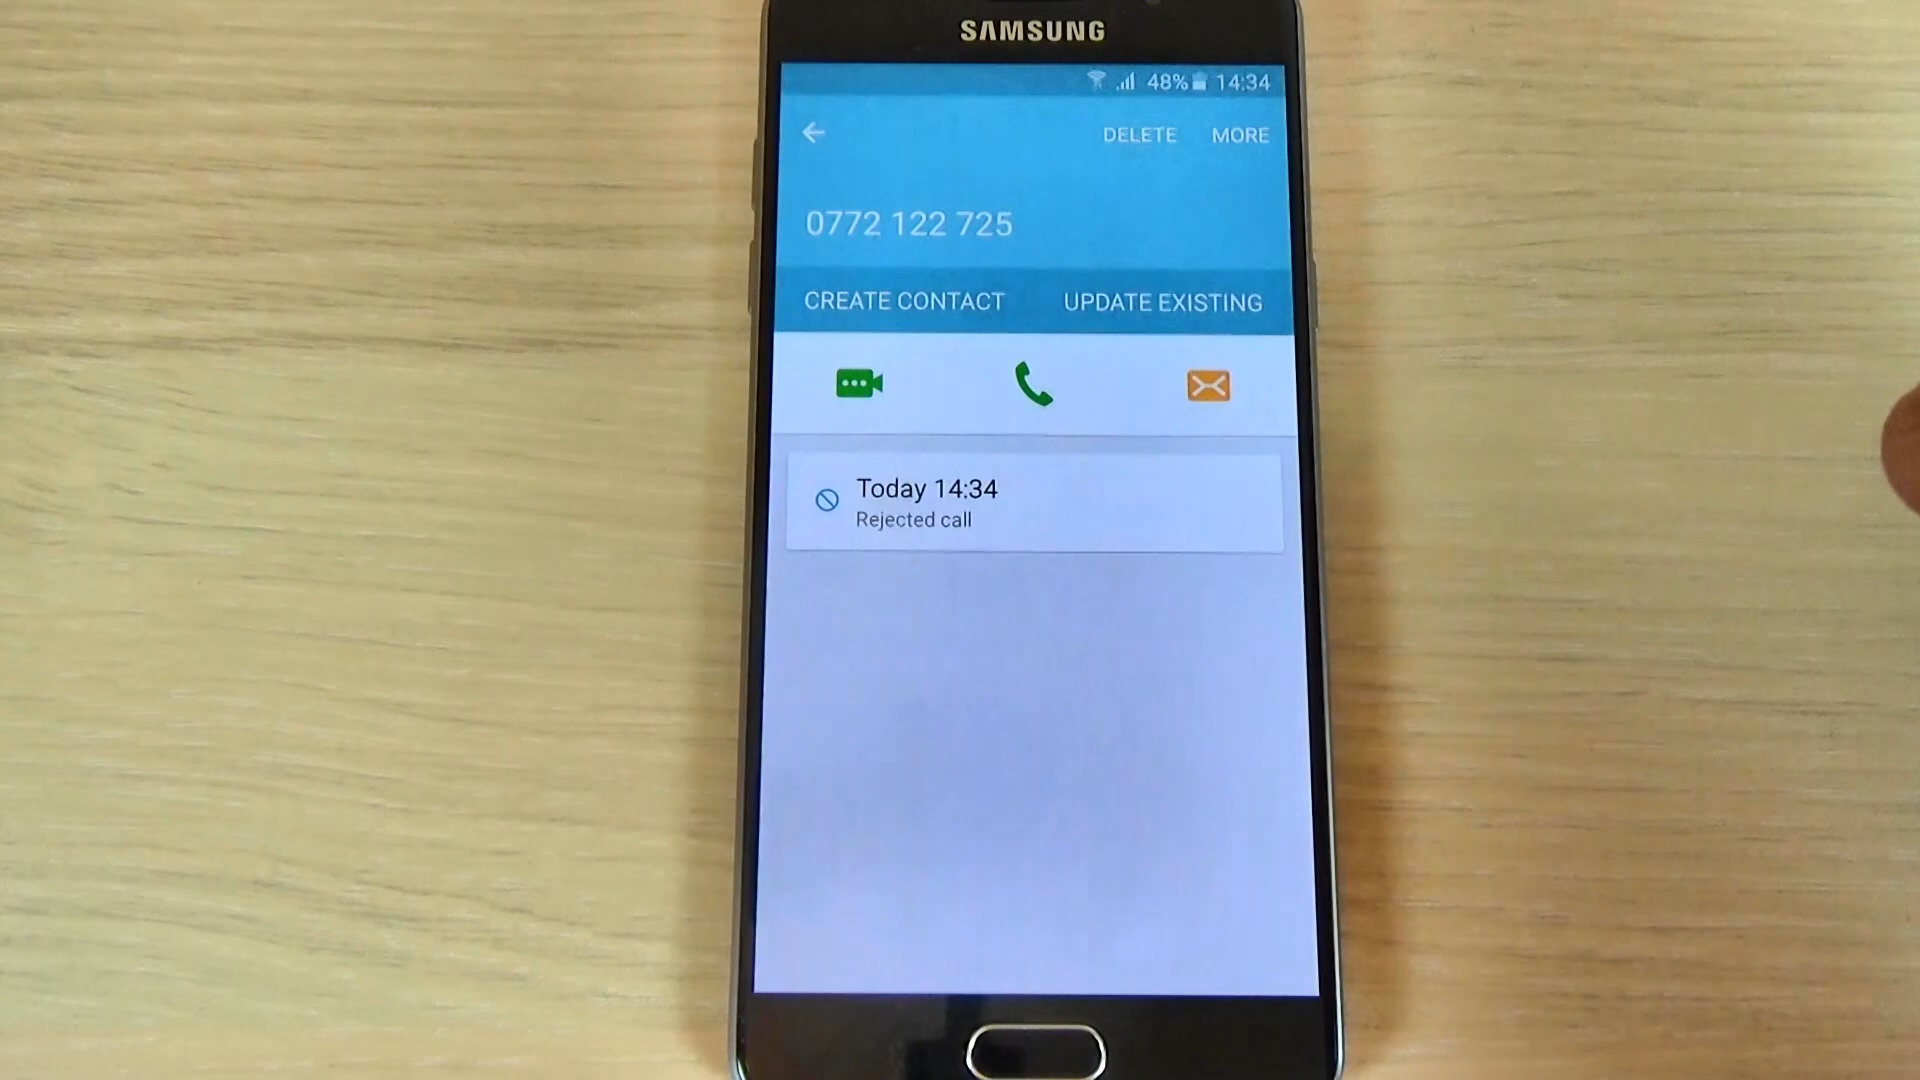 SAMSUNG
48% 14:34
DELETE MORE
0772 122 725
CREATE CONTACT UPDATE EXISTING
Today 14:34
Rejected call